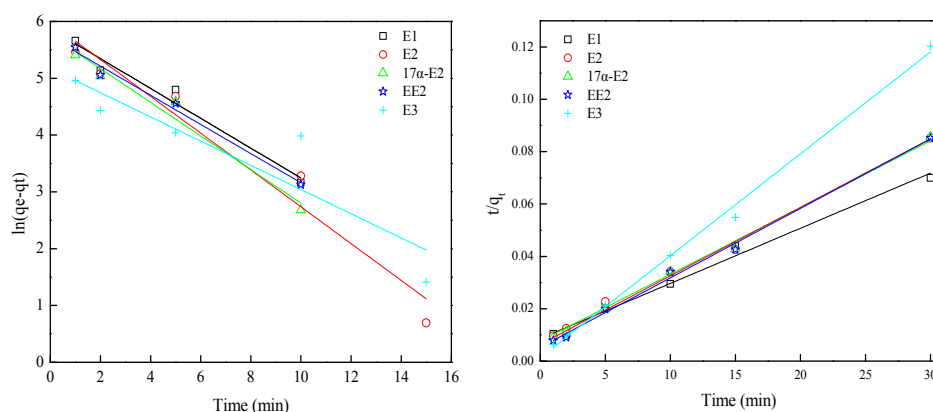 6
5
4
3
2
1
0
0 2 4 6 8 10 12 14 16
ln(qe-qt)
Time (min)
E1
E2
17α-E2
EE2
E3
0.12
0.10
0.08
0.06
0.04
0.02
0.00
0 5 10 15 20 25 30
t/qt
Time (min)
E1
E2
17α-E2
EE2
E3